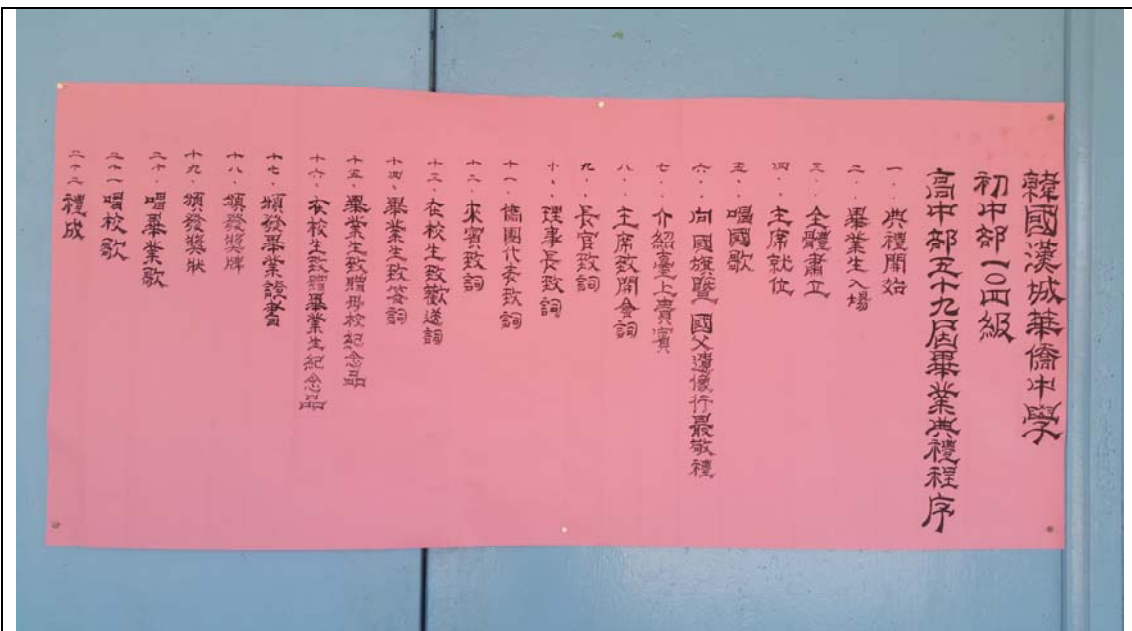 韓國漢城華僑中學
初中部一〇四級
高中部五十九屆畢業典禮程序
一．典禮開始
二．畢業生入場
三．全體肅立
四．主席就位
五．唱國歌
六．向國旗暨國父遺像行最敬禮
七．介紹臺上貴賓
八．主席致開會詞
九．長官致詞
十、理事長致詞
十一．僑團代表致詞
十二．來賓致詞
十三．在校生致歡送詞
十四、畢業生致答詞
十五．畢業生致贈母校紀念品
十六．在校生致贈畢業生紀念品
十七．頒發畢業證書
十八．頒發獎牌
十九．頒發獎狀
二十．唱畢業歌
二十一唱校歌
二十二禮成